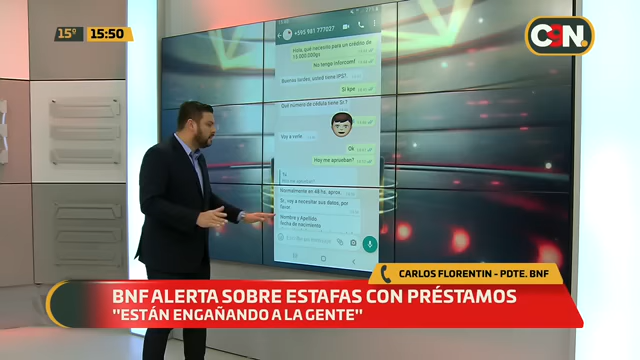 15°
15:50
C9N.
+595 981 777027
Hola, que necesito para un crédito de
15.000.000gs
No tengo Inforconf
Buenas tardes, usted tiene IPS?
Si kpe
Qué número de cédula tiene Sr.?
Voy a verle
Ok
Hoy me aprueban?
Tu
Normalmente en 48 hs. aprox.
Si, voy a necesitar sus datos, por
favor.
Nombre y Apellido
fecha de nacimiento
CARLOS FLORENTIN - PDTE. BNF
BNF ALERTA SOBRE ESTAFAS CON PRÉSTAMOS
"ESTÁN ENGAÑANDO A LA GENTE"